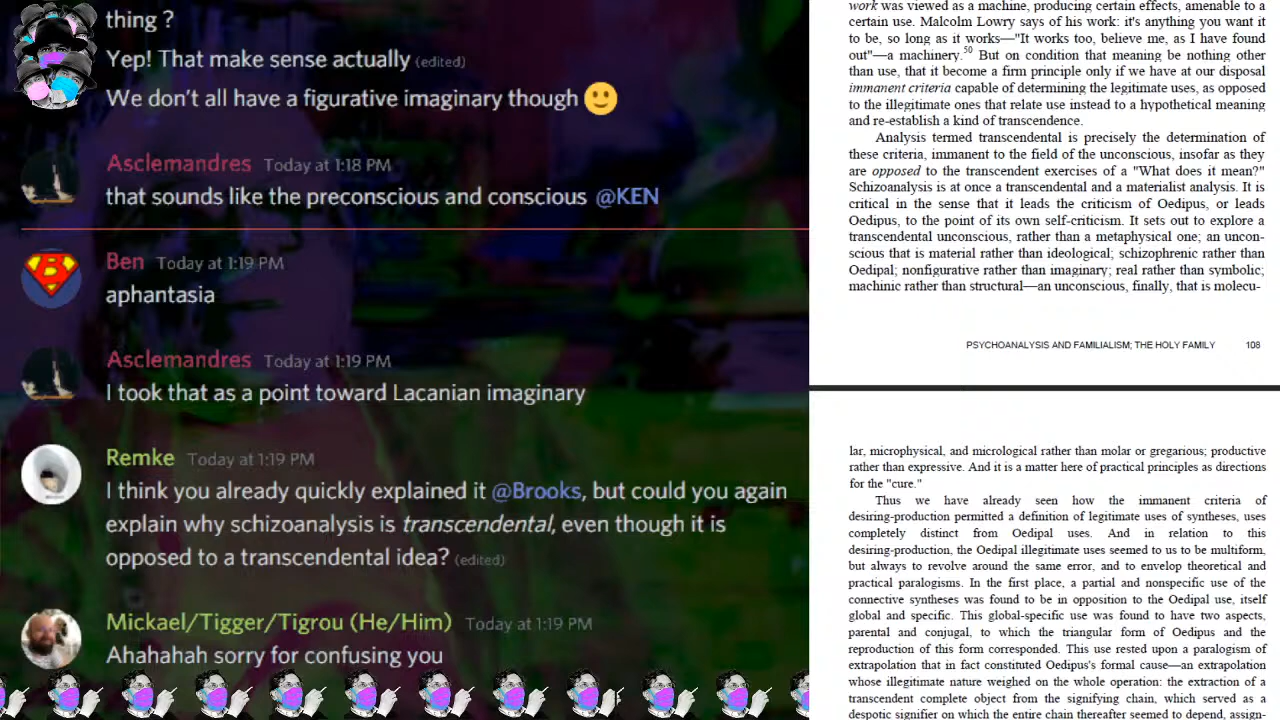 thing ?
Yep! That make sense actually (edited)
We don't all have a figurative imaginary though
Asclemandres Today at 1:18 PM
that sounds like the preconscious and conscious @KEN
Ben Today at 1:19 PM
aphantasia
Asclemandres Today at 1:19 PM
I took that as a point toward Lacanian imaginary
Remke Today at 1:19 PM
I think you already quickly explained it @Brooks, but could you again
explain why schizoanalysis is transcendental, even though it is
opposed to a transcendental idea? (edited)
Mickael/Tigger/Tigrou (He/Him) Today at 1:19 PM
Ahahahah sorry for confusing you
work was viewed as a machine, producing certain effects, amenable to a
certain use. Malcolm Lowry says of his work: it's anything you want it
to be, so long as it works—"It works too, believe me, as I have found
out"—a machinery.50 But on condition that meaning be nothing other
than use, that it become a firm principle only if we have at our disposal
immanent criteria capable of determining the legitimate uses, as opposed
to the illegitimate ones that relate use instead to a hypothetical meaning
and re-establish a kind of transcendence.
Analysis termed transcendental is precisely the determination of
these criteria, immanent to the field of the unconscious, insofar as they
are opposed to the transcendent exercises of a "What does it mean?"
Schizoanalysis is at once a transcendental and a materialist analysis. It is
critical in the sense that it leads the criticism of Oedipus, or leads
Oedipus, to the point of its own self-criticism. It sets out to explore a
transcendental unconscious, rather than a metaphysical one; an uncon-
scious that is material rather than ideological; schizophrenic rather than
Oedipal; nonfigurative rather than imaginary; real rather than symbolic;
machinic rather than structural—an unconscious, finally, that is molecu-
PSYCHOANALYSIS AND FAMILIALISM; THE HOLY FAMILY 108
lar, microphysical, and micrological rather than molar or gregarious; productive
rather than expressive. And it is a matter here of practical principles as directions
for the "cure."
Thus we have already seen how the immanent criteria of
desiring-production permitted a definition of legitimate uses of syntheses, uses
completely distinct from Oedipal uses. And in relation to this
desiring-production, the Oedipal illegitimate uses seemed to us to be multiform,
but always to revolve around the same error, and to envelop theoretical and
practical paralogisms. In the first place, a partial and nonspecific use of the
connective syntheses was found to be in opposition to the Oedipal use, itself
global and specific. This global-specific use was found to have two aspects,
parental and conjugal, to which the triangular form of Oedipus and the
reproduction of this form corresponded. This use rested upon a paralogism of
extrapolation that in fact constituted Oedipus's formal cause—an extrapolation
whose illegitimate nature weighed on the whole operation: the extraction of a
transcendent complete object from the signifying chain, which served as a
despotic signifier on which the entire chain thereafter seemed to depend, assign-